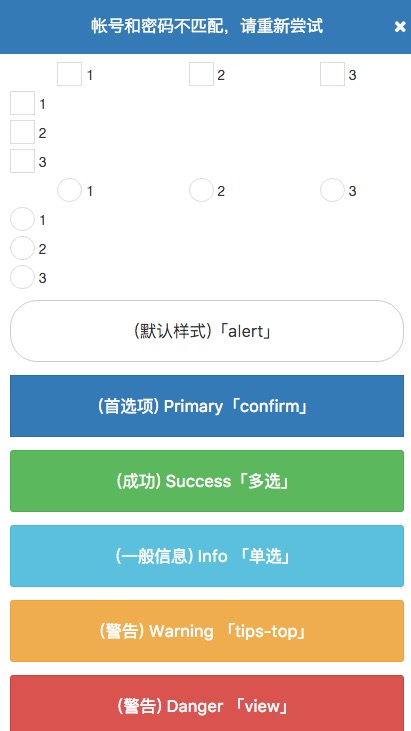 帐号和密码不匹配，请重新尝试 ×
1 2 3
1
2
3
1 2 3
1
2
3
(默认样式)「alert」
(首选项) Primary「confirm」
(成功) Success「多选」
(一般信息) Info 「单选」
(警告) Warning 「tips-top」
(警告) Danger 「view」